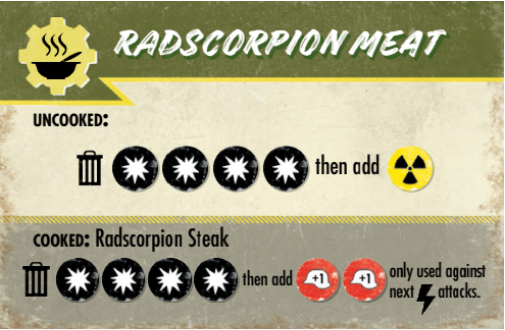 RADSCORPION MEAT
UNCOOKED:
then add
COOKED: Radscorpion Steak
then add +1 +1 only used against
next attacks.